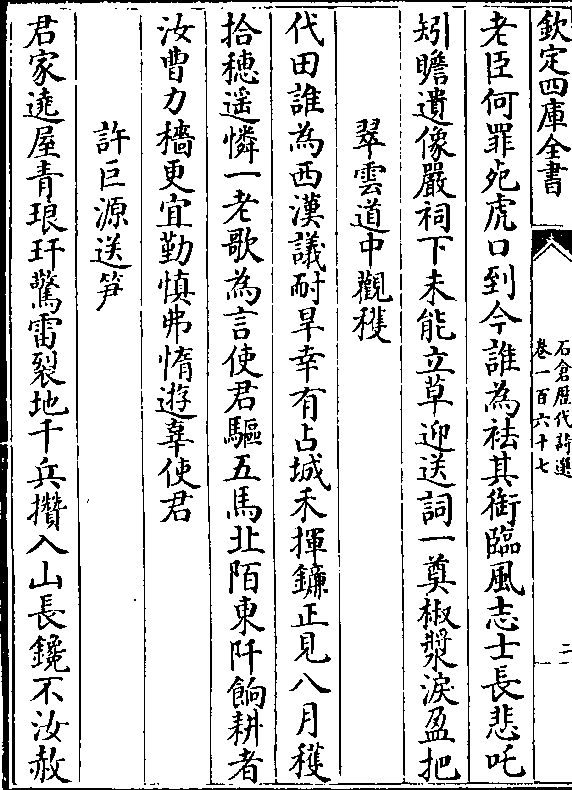 欽定四庫全書
石倉歴代詩選
卷一百六十七
二
老臣何罪死虎口到今誰為袪其衘臨風志士長悲吒
矧瞻遺像嚴祠下未能立草迎送詞一奠椒漿淚盈把
翠雲道中觀穫
代田誰為西漢議耐旱幸有占城禾揮鐮正見八月穫
拾穗遥憐一老歌為言使君驅五馬北陌東阡餉耕者
汝曹力穡更宜勤慎弗惰遊辜使君
許巨源送笋
君家遶屋青琅玕驚雷裂地千兵攢入山長鑱不汝赦